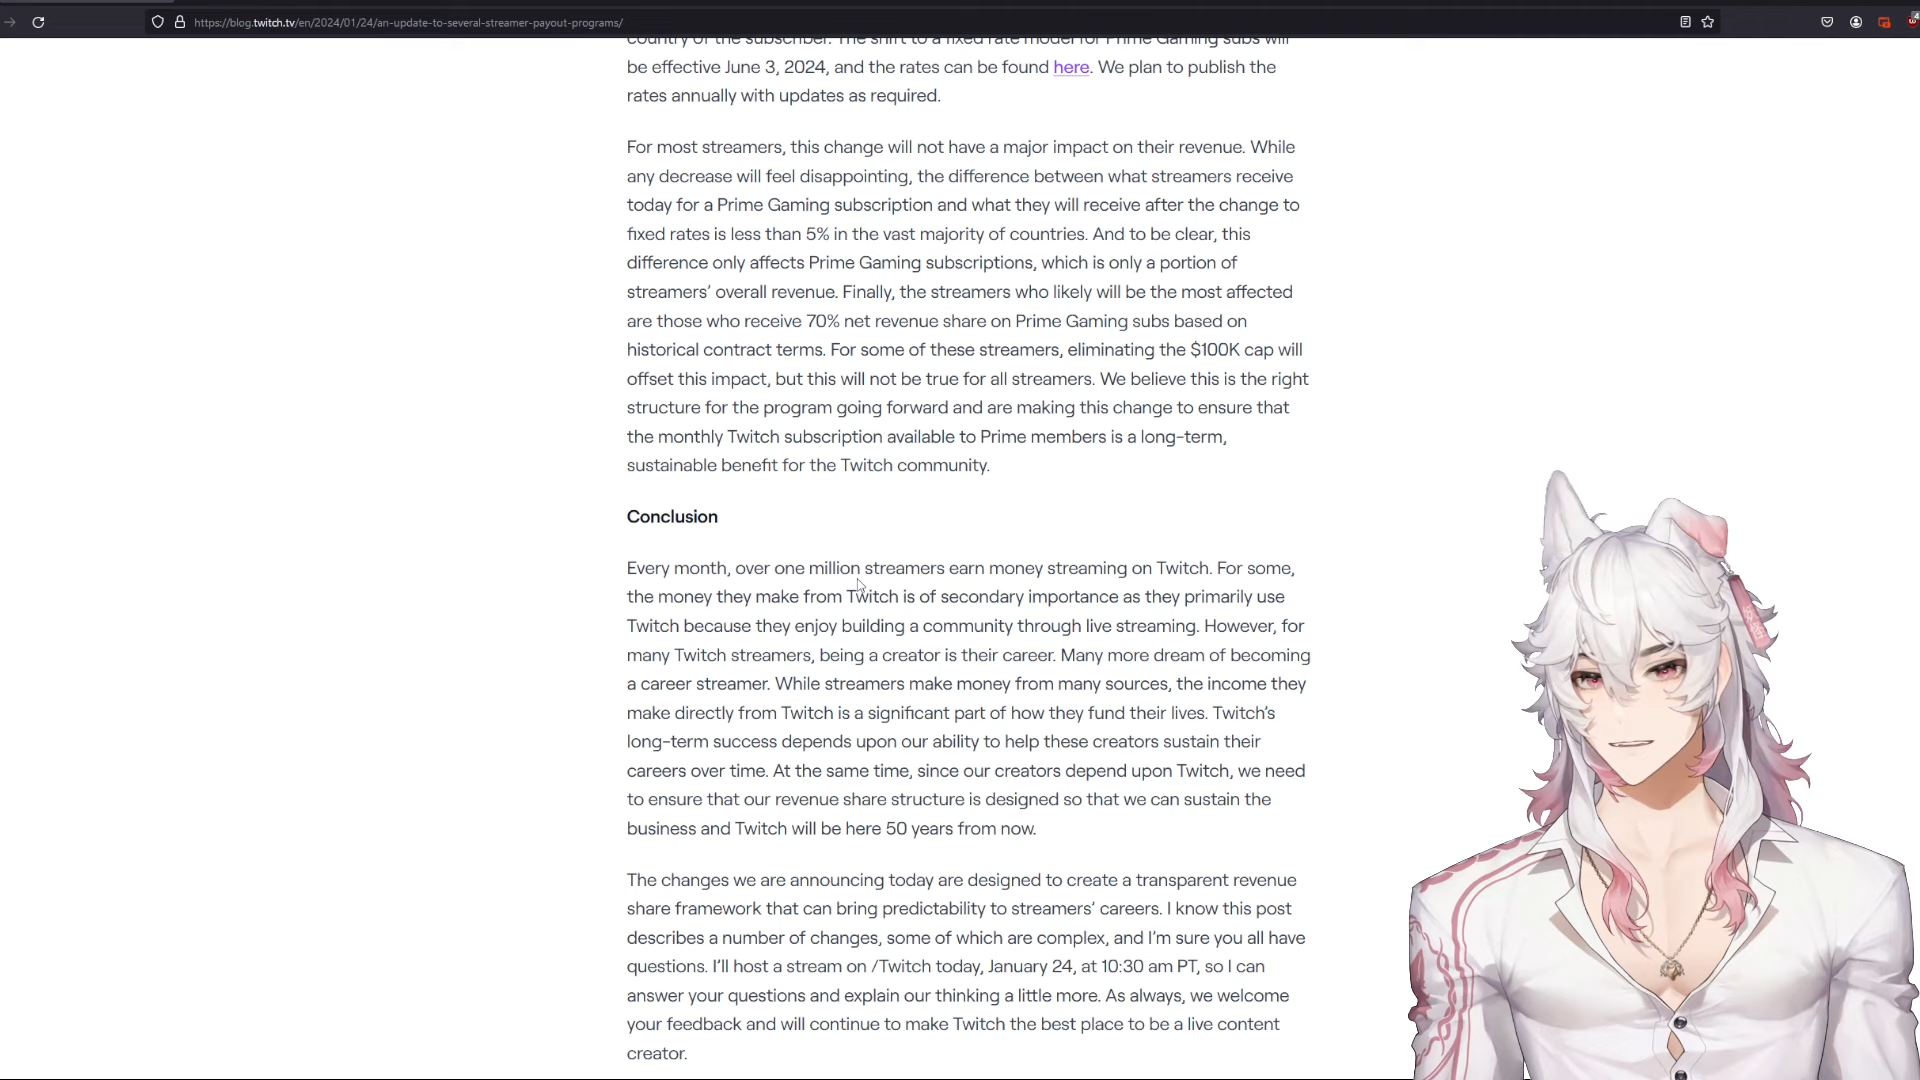 https://blog.twitch.tv/en/2024/01/24/an-update-to-several-streamer-payout-programs/
country of the subscriber. The shift to a fixed rate model for Prime Gaming subs will
be effective June 3, 2024, and the rates can be found here. We plan to publish the
rates annually with updates as required.
For most streamers, this change will not have a major impact on their revenue. While
any decrease will feel disappointing, the difference between what streamers receive
today for a Prime Gaming subscription and what they will receive after the change to
fixed rates is less than 5% in the vast majority of countries. And to be clear, this
difference only affects Prime Gaming subscriptions, which is only a portion of
streamers’ overall revenue. Finally, the streamers who likely will be the most affected
are those who receive 70% net revenue share on Prime Gaming subs based on
historical contract terms. For some of these streamers, eliminating the $100K cap will
offset this impact, but this will not be true for all streamers. We believe this is the right
structure for the program going forward and are making this change to ensure that
the monthly Twitch subscription available to Prime members is a long-term,
sustainable benefit for the Twitch community.
Conclusion
Every month, over one million streamers earn money streaming on Twitch. For some,
the money they make from Twitch is of secondary importance as they primarily use
Twitch because they enjoy building a community through live streaming. However, for
many Twitch streamers, being a creator is their career. Many more dream of becoming
a career streamer. While streamers make money from many sources, the income they
make directly from Twitch is a significant part of how they fund their lives. Twitch’s
long-term success depends upon our ability to help these creators sustain their
careers over time. At the same time, since our creators depend upon Twitch, we need
to ensure that our revenue share structure is designed so that we can sustain the
business and Twitch will be here 50 years from now.
The changes we are announcing today are designed to create a transparent revenue
share framework that can bring predictability to streamers’ careers. I know this post
describes a number of changes, some of which are complex, and I’m sure you all have
questions. I’ll host a stream on /Twitch today, January 24, at 10:30 am PT, so I can
answer your questions and explain our thinking a little more. As always, we welcome
your feedback and will continue to make Twitch the best place to be a live content
creator.